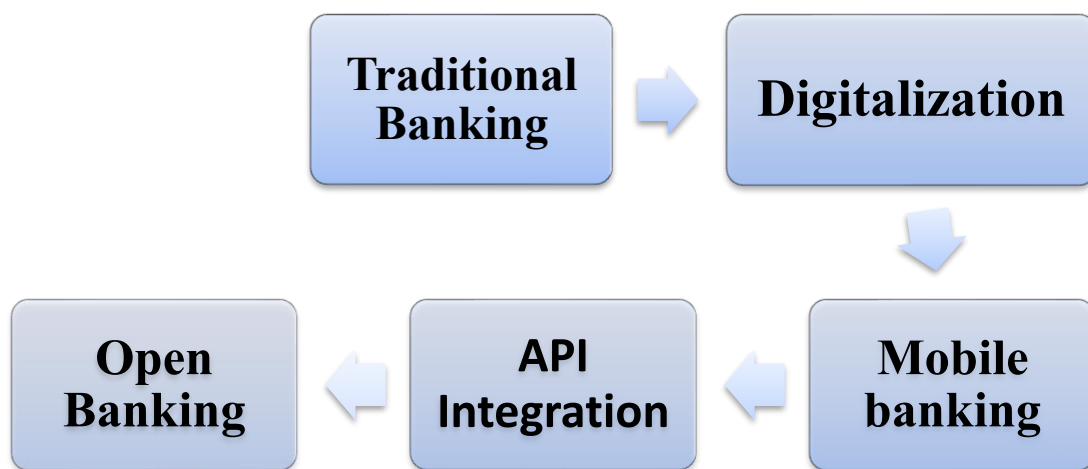 Traditional
Banking
Digitalization
Mobile
banking
API
Integration
Open
Banking